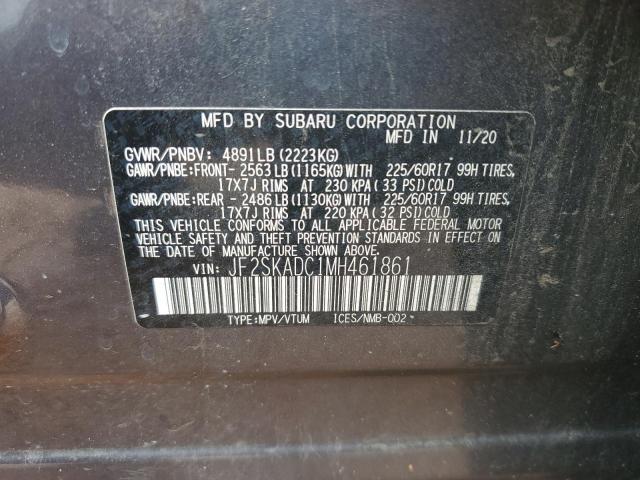 MFD BY SUBARU CORPORATION
MFD IN 11/20
GVWR/PNBV: 4891LB (2223KG)
GAWR/PNBE:FRONT- 2563LB(1165KG)WITH 225/60R17 99H TIRES,
17X7J RIMS AT 230 KPA(33 PSI)COLD
GAWR/PNBE:REAR - 2486LB(1130KG)WITH 225/60R17 99H TIRES,
17X7J RIMS AT 220 KPA(32 PSI)COLD
THIS VEHICLE CONFORMS TO ALL APPLICABLE FEDERAL MOTOR
VEHICLE SAFETY AND THEFT PREVENTION STANDARDS IN EFFECT ON
THE DATE OF MANUFACTURE SHOWN ABOVE.
VIN: JF2SKADC1MH461861
TYPE:MPV/VTUM ICES/NMB-002